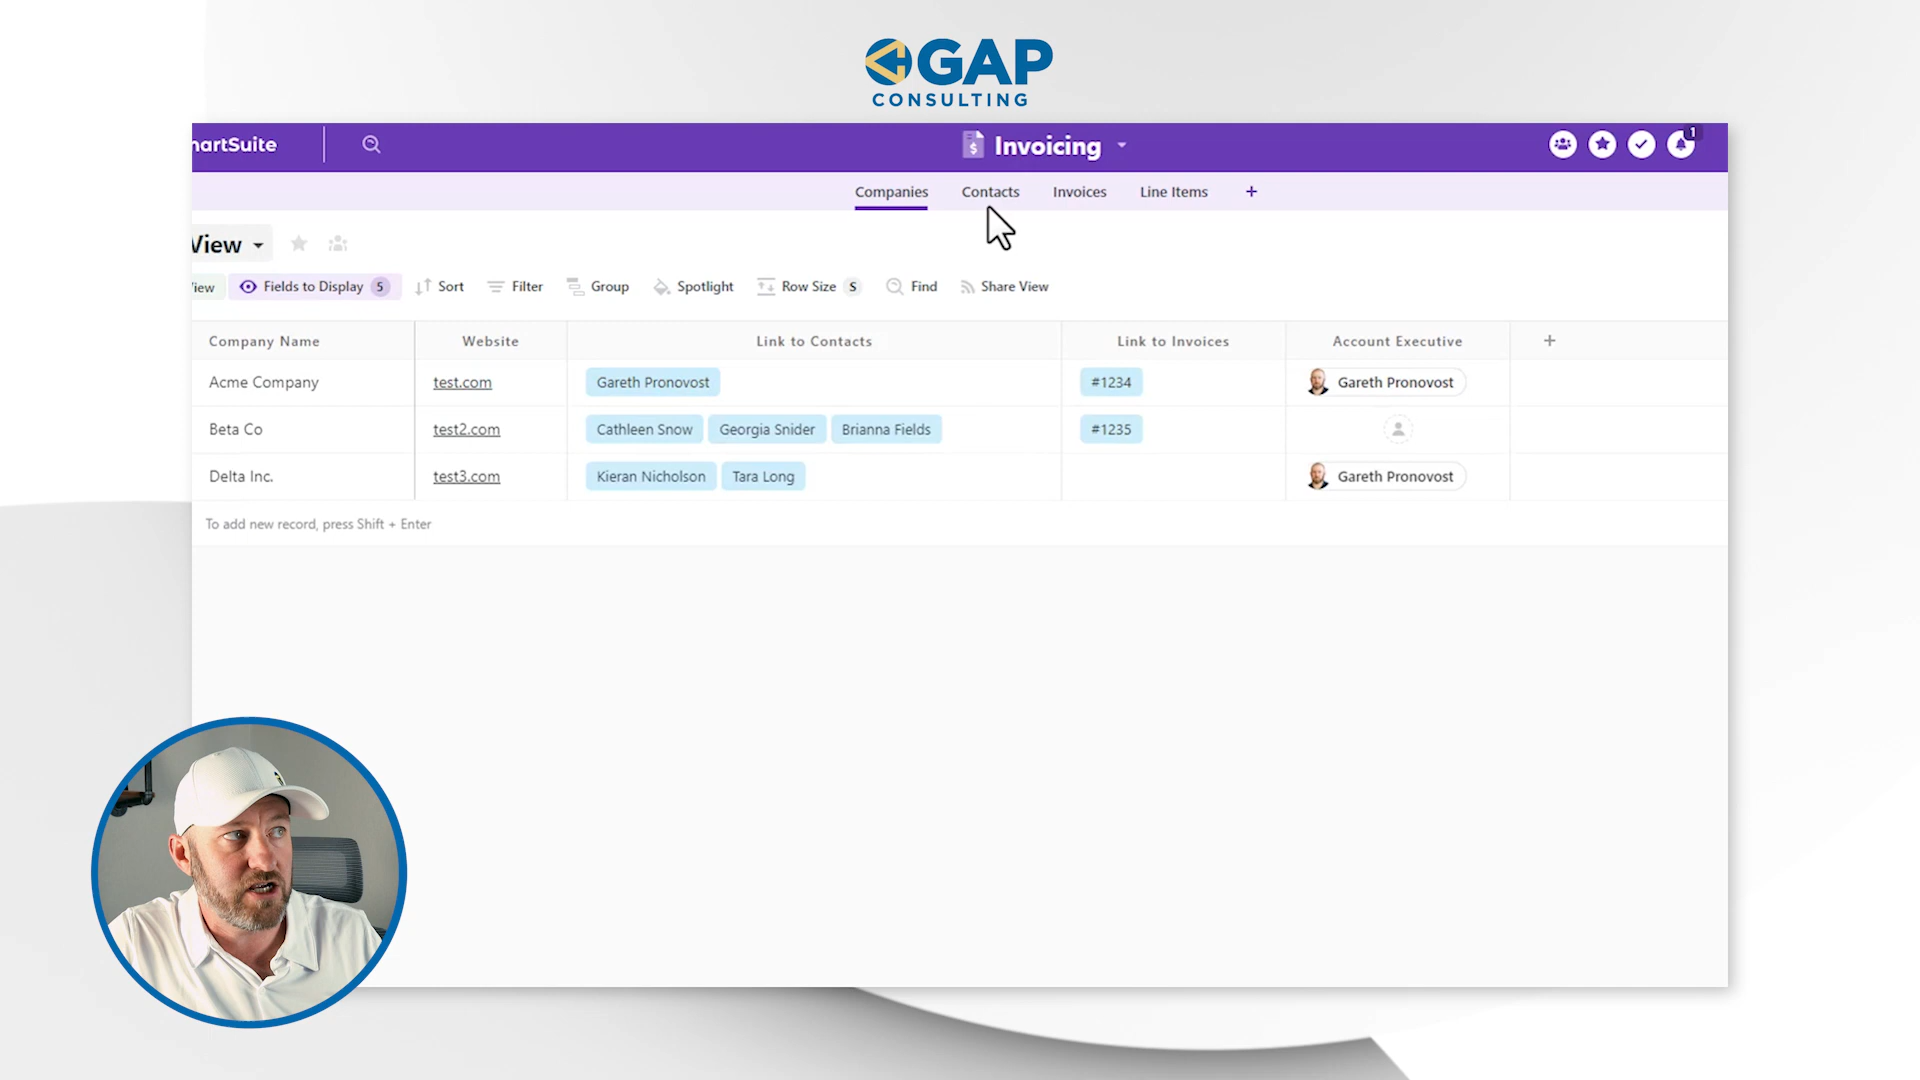 GAP
CONSULTING
artSuite
Invoicing
1
Companies Contacts Invoices Line Items +
View
iew Fields to Display 5 Sort Filter Group Spotlight Row Size S Find Share View
Company Name Website Link to Contacts Link to Invoices Account Executive +
Acme Company test.com Gareth Pronovost #1234 Gareth Pronovost
Beta Co test2.com Cathleen Snow Georgia Snider Brianna Fields #1235
Delta Inc. test3.com Kieran Nicholson Tara Long Gareth Pronovost
To add new record, press Shift + Enter